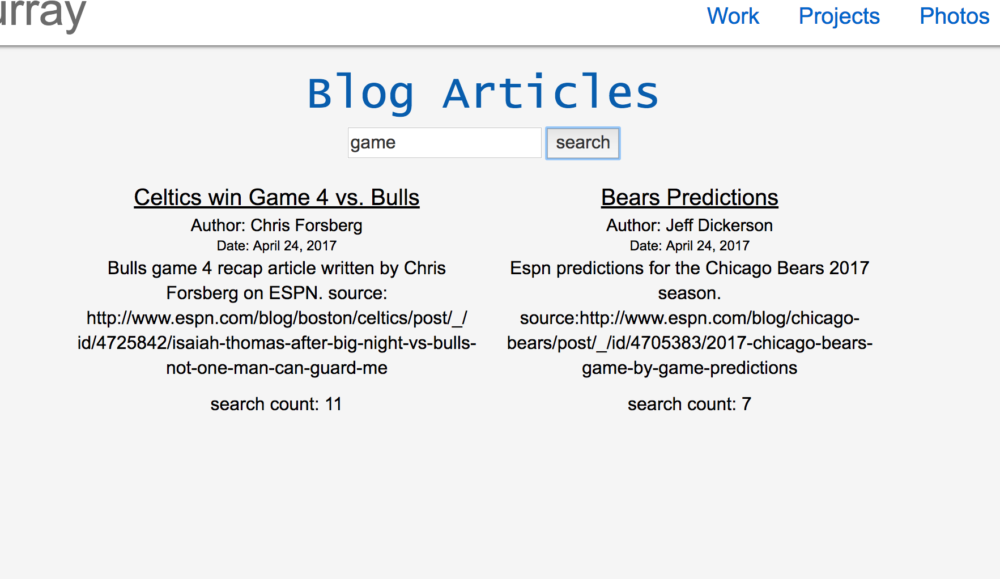 Work Projects Photos
Blog Articles
game search
Celtics win Game 4 vs. Bulls
Author: Chris Forsberg
Date: April 24, 2017
Bulls game 4 recap article written by Chris
Forsberg on ESPN. source:
http://www.espn.com/blog/boston/celtics/post/_/
id/4725842/isaiah-thomas-after-big-night-vs-bulls-
not-one-man-can-guard-me
search count: 11
Bears Predictions
Author: Jeff Dickerson
Date: April 24, 2017
Espn predictions for the Chicago Bears 2017
season.
source:http://www.espn.com/blog/chicago-
bears/post/_/id/4705383/2017-chicago-bears-
game-by-game-predictions
search count: 7